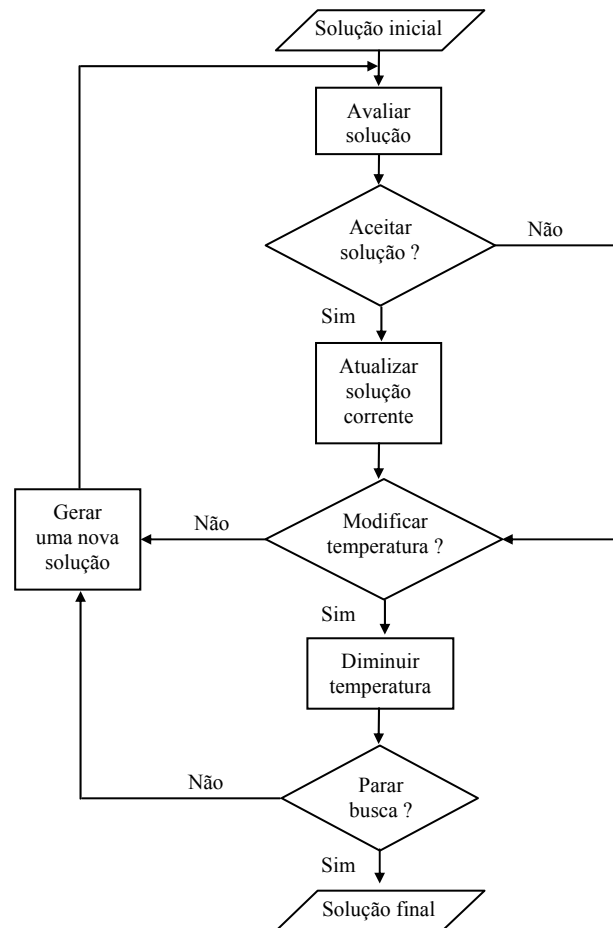 Solução inicial
Avaliar
solução
Aceitar
solução ?
Não
Sim
Atualizar
solução
corrente
Gerar
uma nova
solução
Não
Modificar
temperatura ?
Sim
Diminuir
temperatura
Não
Parar
busca ?
Sim
Solução final